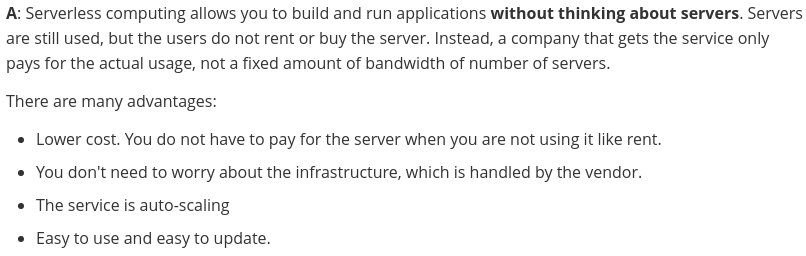 A: Serverless computing allows you to build and run applications without thinking about servers. Servers
are still used, but the users do not rent or buy the server. Instead, a company that gets the service only
pays for the actual usage, not a fixed amount of bandwidth of number of servers.
There are many advantages:
• Lower cost. You do not have to pay for the server when you are not using it like rent.
• You don't need to worry about the infrastructure, which is handled by the vendor.
• The service is auto-scaling
• Easy to use and easy to update.